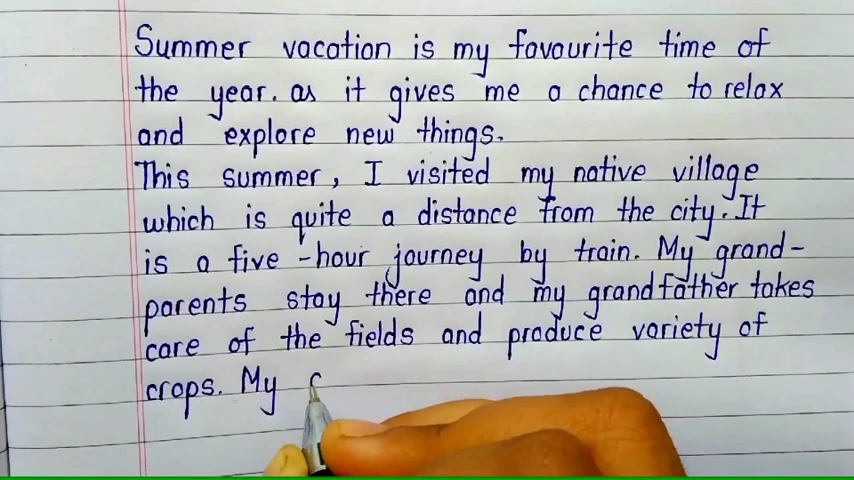 Summer vacation is my favourite time of
the year. as it gives me a chance to relax
and explore new things.
This summer, I visited my native village
which is quite a distance from the city. It
is a five-hour journey by train. My grand-
parents stay there and my grandfather takes
care of the fields and produce variety of
crops. My